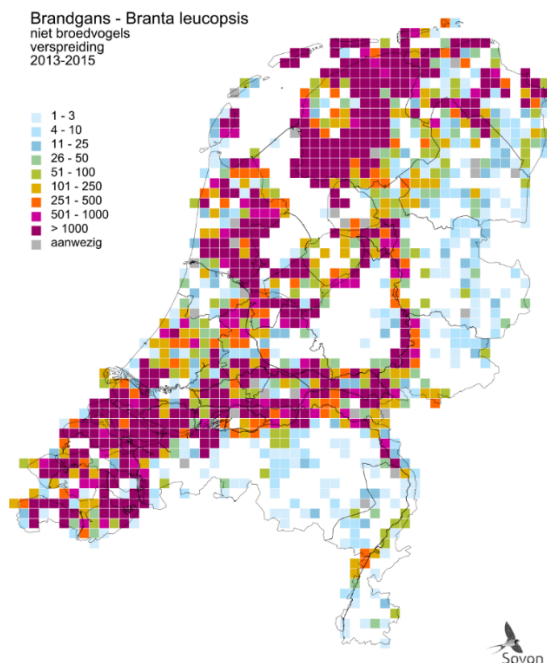 Brandgans - Branta leucopsis
niet broedvogels
verspreiding
2013-2015
1 - 3
4 - 10
11 - 25
26 - 50
51 - 100
101 - 250
251 - 500
501 - 1000
> 1000
aanwezig
Sovon